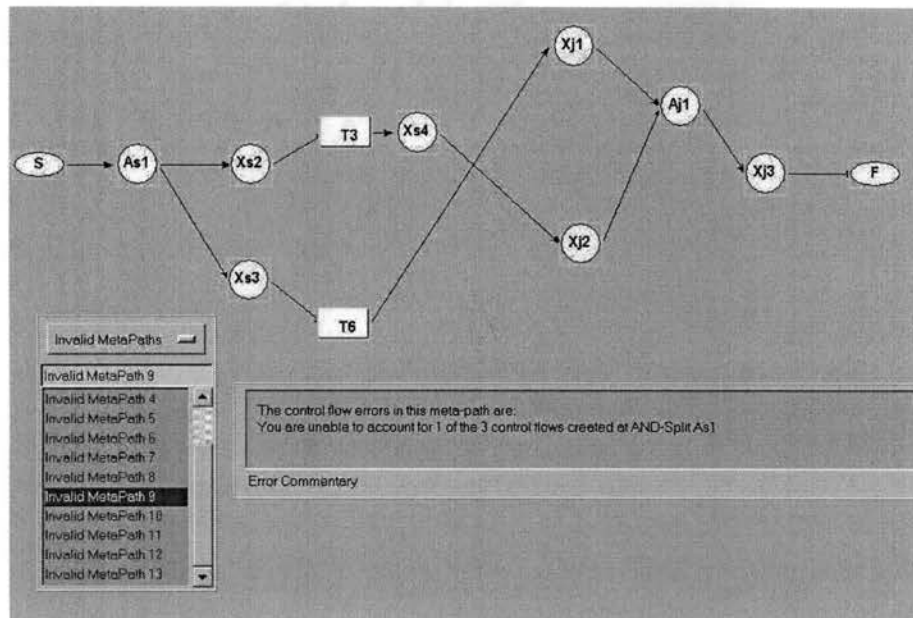 Xj1
Aj1
T3
Xs4
S
As1
Xs2
Xj3
F
Xj2
Xs3
T6
Invalid MetaPaths
Invalid MetaPath 9
Invalid MetaPath 4
Invalid MetaPath 5
Invalid MetaPath 6
Invalid MetaPath 7
Invalid MetaPath 8
Invalid MetaPath 9
Invalid MetaPath 10
Invalid MetaPath 11
Invalid MetaPath 12
Invalid MetaPath 13
The control flow errors in this meta-path are:
You are unable to account for 1 of the 3 control flows created at AND-Split As1
Error Commentary